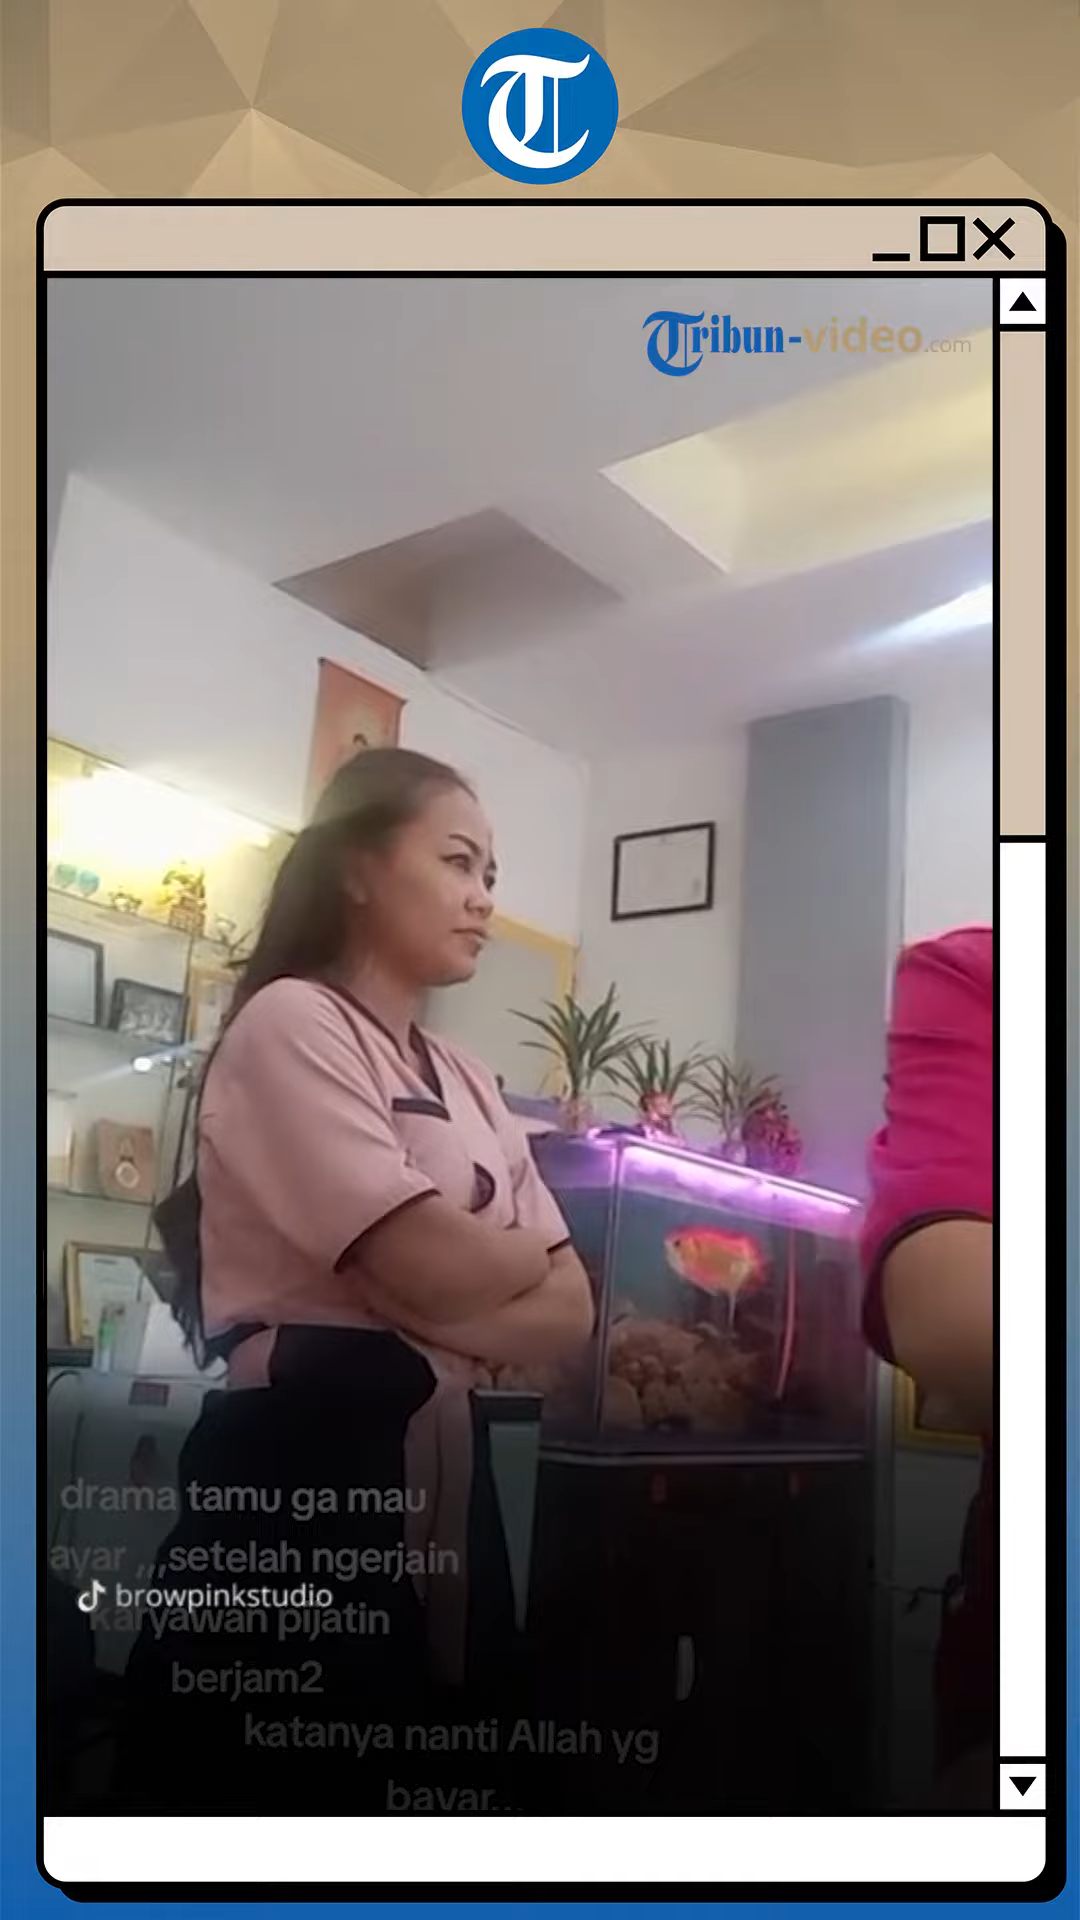 T
Tribun-video.com
drama tamu ga mau
ayar ,,,setelah ngerjain
browpinkstudio
karyawan pijatin
berjam2
katanya nanti Allah yg
bayar...